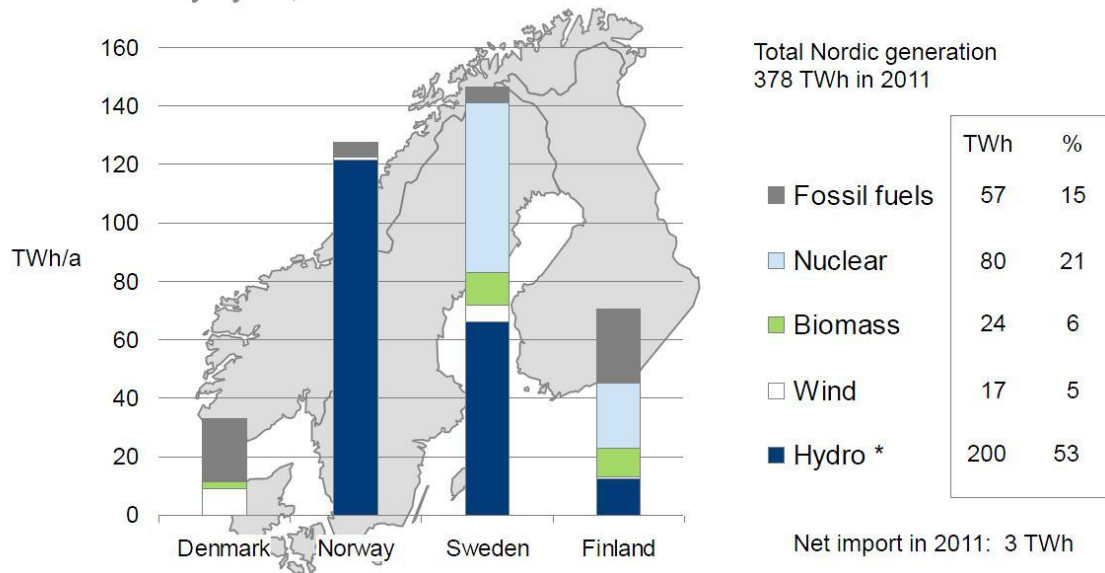 160
140
120
100
80
60
40
20
0
TWh/a
Denmark
Norway
Sweden
Finland
Total Nordic generation
378 TWh in 2011
TWh %
Fossil fuels 57 15
Nuclear 80 21
Biomass 24 6
Wind 17 5
Hydro * 200 53
Net import in 2011: 3 TWh